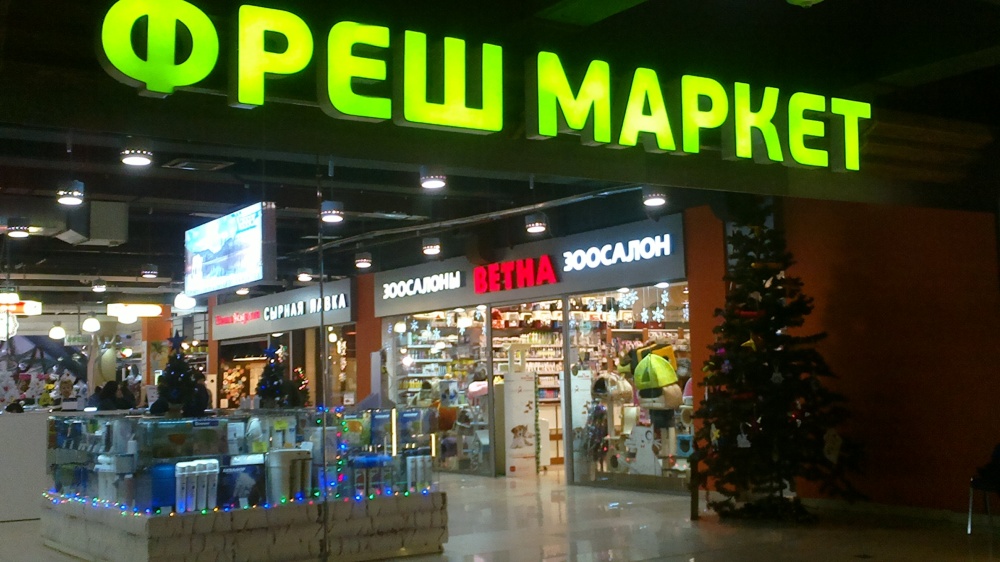 ФРЕШ МАРКЕТ
ЗООСАЛОНЫ ВЕТНА ЗООСАЛОН
СЫРНАЯ ЛАВКА